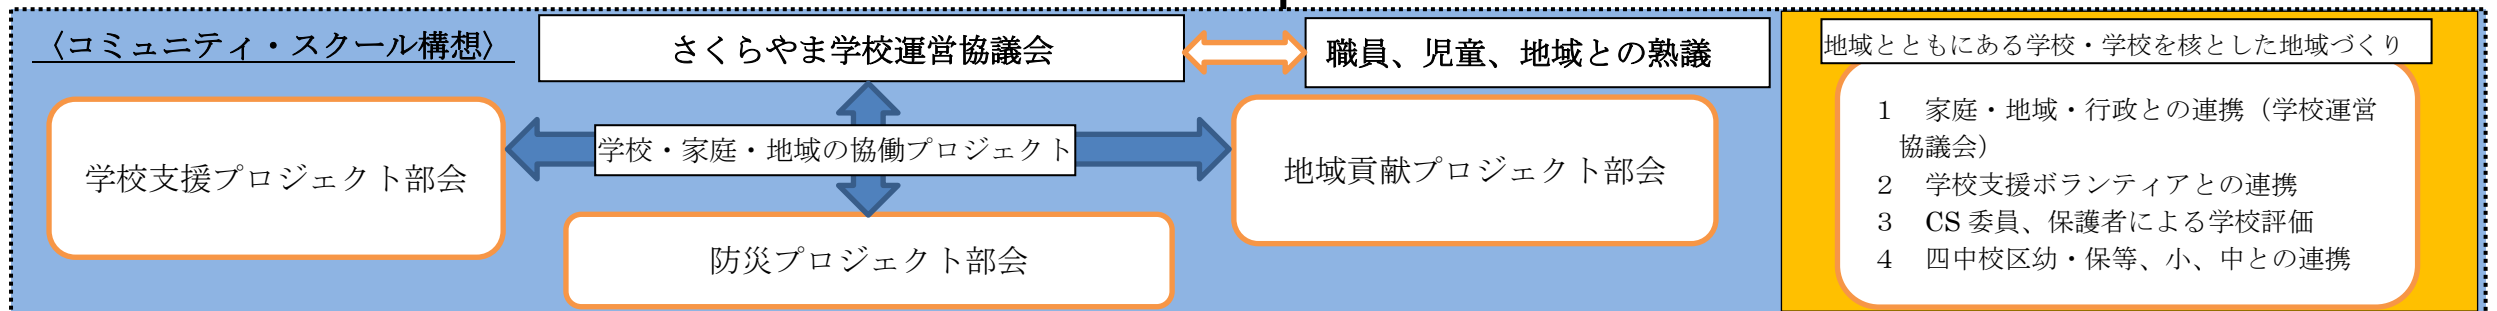 〈コミュニティ・スクール構想〉
さくらやま学校運営協議会
職員、児童、地域との熟議
学校・家庭・地域の協働プロジェクト
学校支援プロジェクト部会
地域貢献プロジェクト部会
防災プロジェクト部会
地域とともにある学校・学校を核とした地域づくり
１　家庭・地域・行政との連携（学校運営
協議会）
２　学校支援ボランティアとの連携
３　CS 委員、保護者による学校評価
４　四中校区幼・保等、小、中との連携